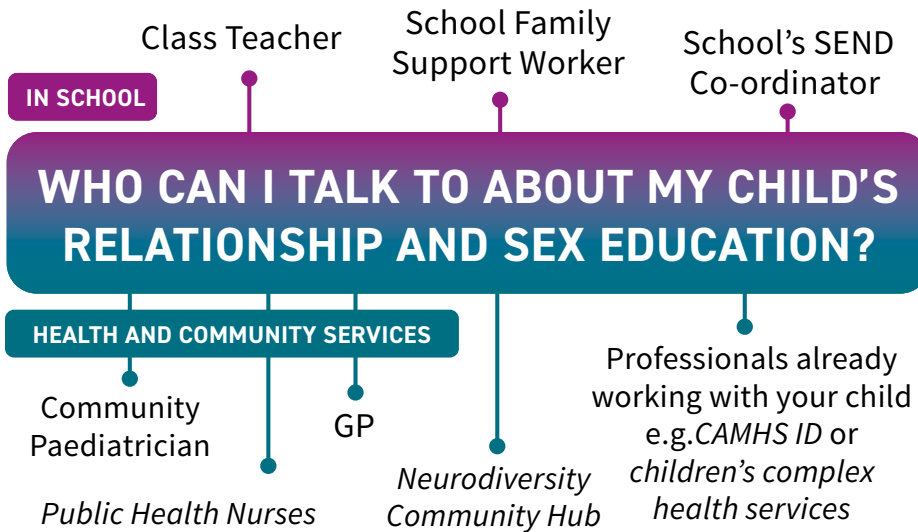 Class Teacher
School Family
Support Worker
School's SEND
Co-ordinator
IN SCHOOL
WHO CAN I TALK TO ABOUT MY CHILD'S
RELATIONSHIP AND SEX EDUCATION?
HEALTH AND COMMUNITY SERVICES
Community
Paediatrician
Public Health Nurses
GP
Neurodiversity
Community Hub
Professionals already
working with your child
e.g.CAMHS ID or
children's complex
health services